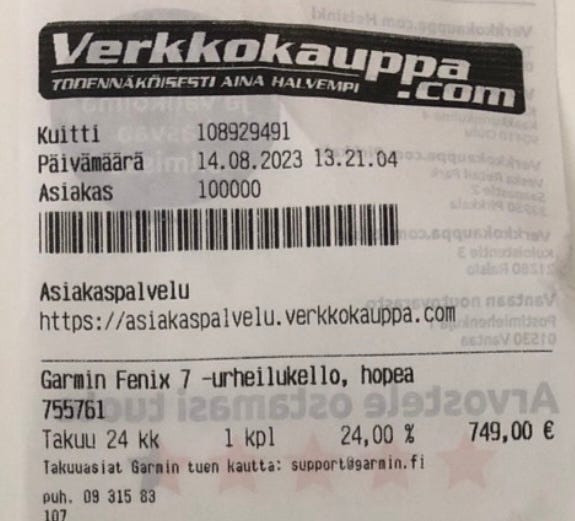 Verkkokauppa
.com
TODENNÄKÖISESTI AINA HALVEMPI
Kuitti 108929491
Päivämäärä 14.08.2023 13.21.04
Asiakas 100000
Asiakaspalvelu
https://asiakaspalvelu.verkkokauppa.com
Garmin Fenix 7 -urheilukello, hopea
755761
Takuu 24 kk 1 kpl 24,00 % 749,00 €
Takuuasiat Garmin tuen kautta: support@garmin.fi
puh. 09 315 83
107